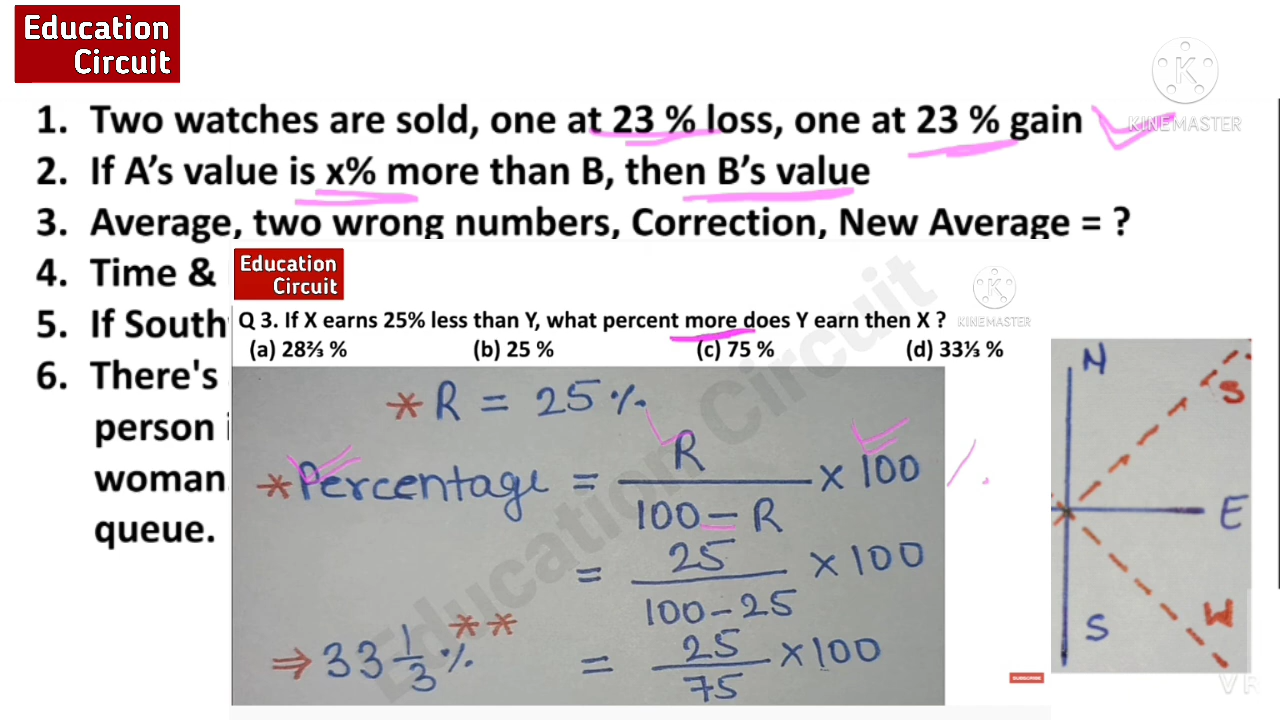 Education
Circuit
KINEMASTER
1. Two watches are sold, one at 23 % loss, one at 23 % gain
2. If A’s value is x% more than B, then B’s value
3. Average, two wrong numbers, Correction, New Average = ?
4. Time &
5. If South
6. There's
person i
woman.
queue.
Education
Circuit
KINEMASTER
Q 3. If X earns 25% less than Y, what percent more does Y earn then X ?
(a) 28⅔ % (b) 25 % (c) 75 % (d) 33⅓ %
* R = 25 %
* Percentage = R / 100 – R × 100 %
= 25 / 100 – 25 × 100
⇒ 33 1/3 % ** = 25 / 75 × 100
Education Circuit
N
S
E
S
W
SUBSCRIBE
V R